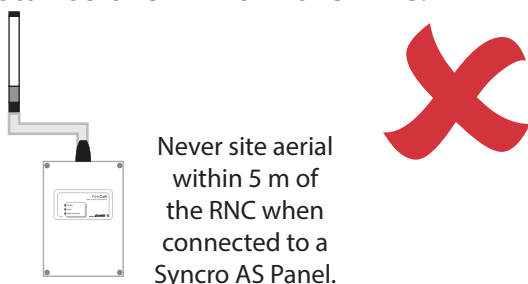 Never site aerial
within 5 m of
the RNC when
connected to a
Syncro AS Panel.